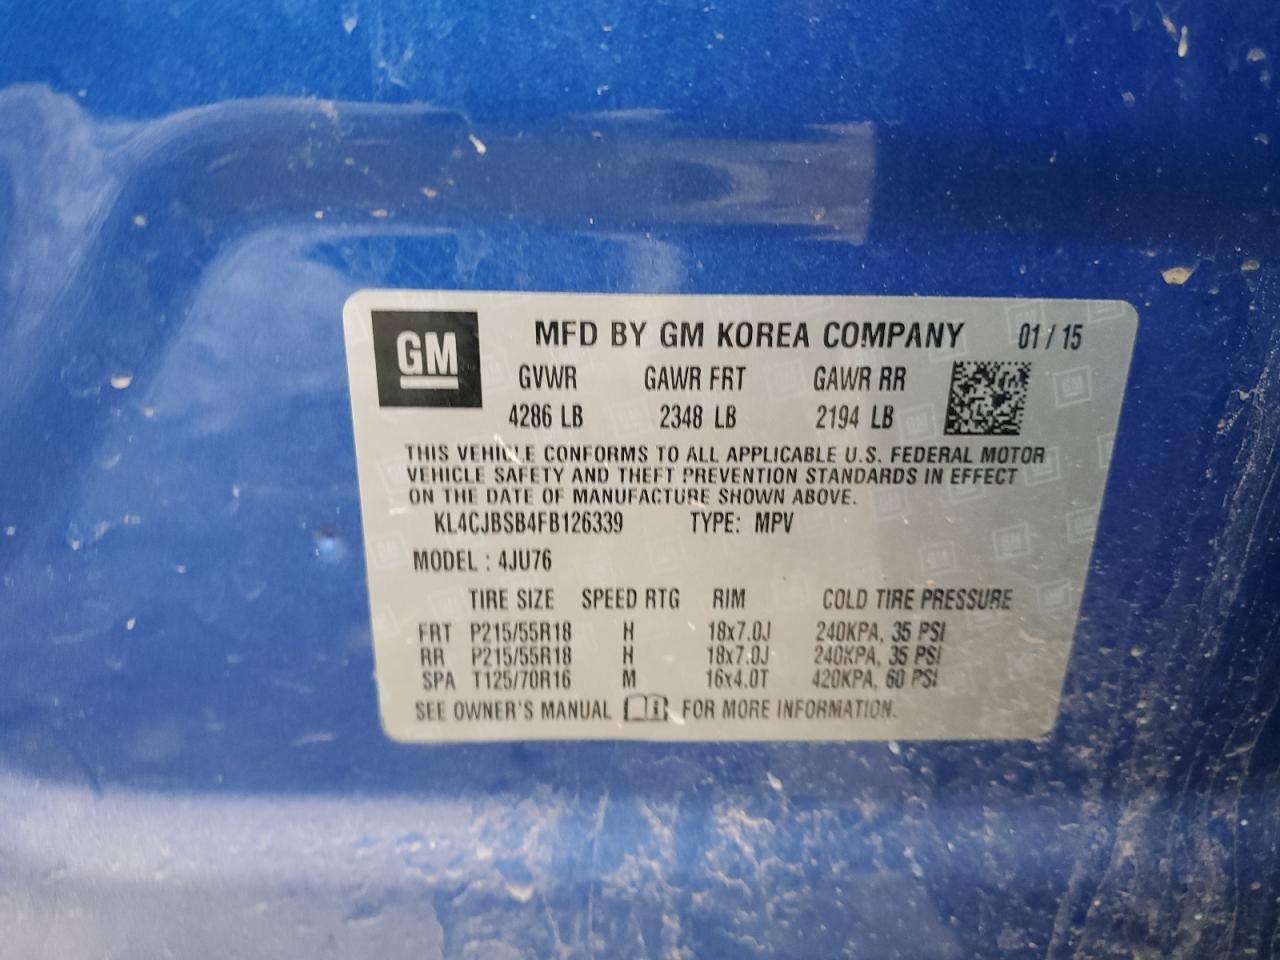 GM
MFD BY GM KOREA COMPANY 01/15
GVWR GAWR FRT GAWR RR
4286 LB 2348 LB 2194 LB
THIS VEHICLE CONFORMS TO ALL APPLICABLE U.S. FEDERAL MOTOR
VEHICLE SAFETY AND THEFT PREVENTION STANDARDS IN EFFECT
ON THE DATE OF MANUFACTURE SHOWN ABOVE.
KL4CJBSB4FB126339 TYPE: MPV
MODEL : 4JU76
TIRE SIZE SPEED RTG RIM COLD TIRE PRESSURE
FRT P215/55R18 H 18x7.0J 240KPA, 35 PSI
RR P215/55R18 H 18x7.0J 240KPA, 35 PSI
SPA T125/70R16 M 16x4.0T 420KPA, 60 PSI
SEE OWNER'S MANUAL FOR MORE INFORMATION.